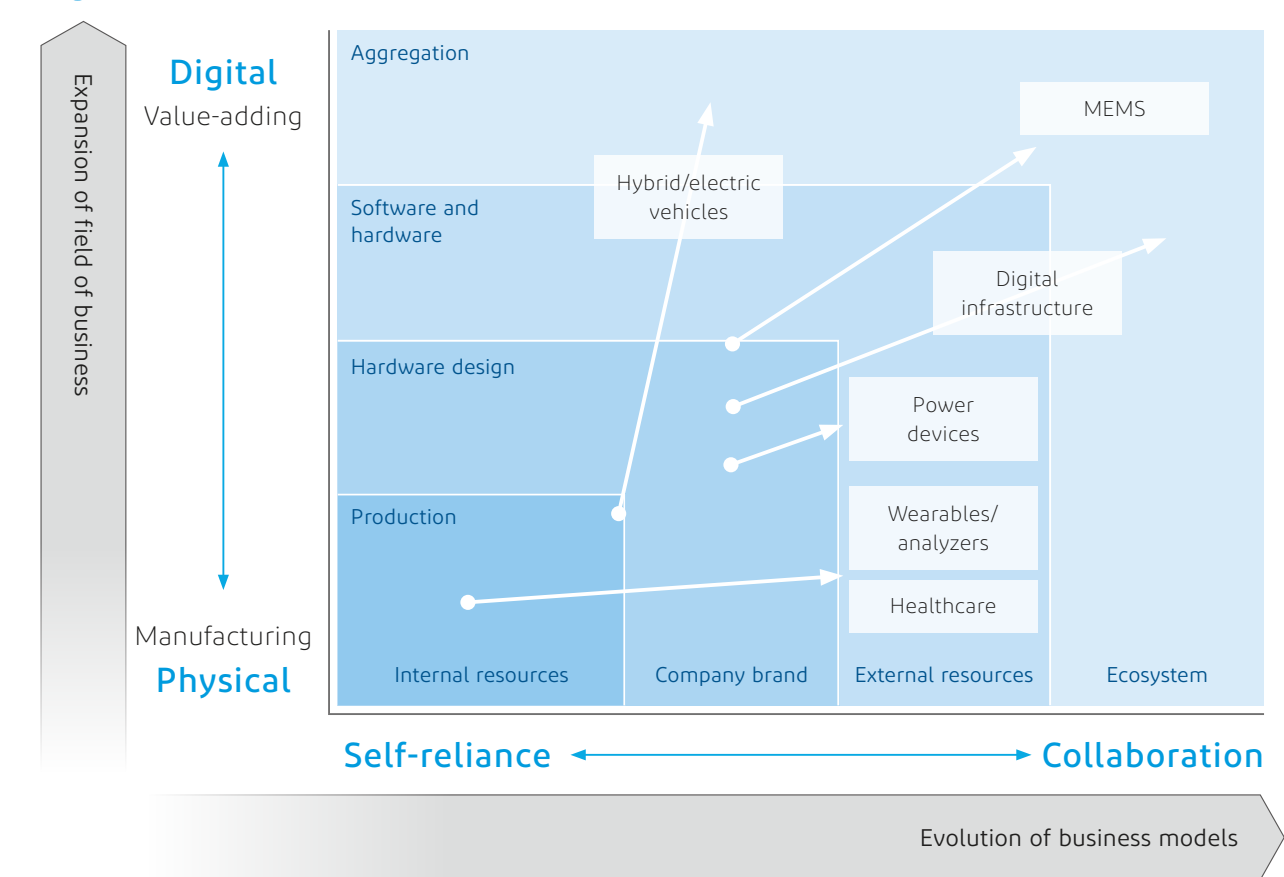 Expansion of field of business
Digital
Value-adding
Manufacturing
Physical
Aggregation
MEMS
Hybrid/electric
vehicles
Software and
hardware
Digital
infrastructure
Hardware design
Power
devices
Production
Wearables/
analyzers
Healthcare
Internal resources
Company brand
External resources
Ecosystem
Self-reliance
Collaboration
Evolution of business models